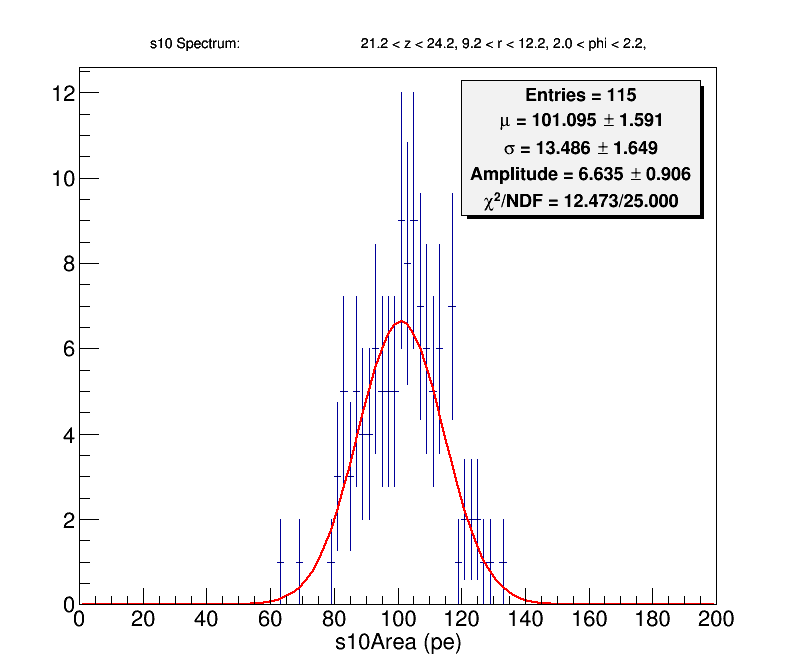 s10 Spectrum: 21.2 < z < 24.2, 9.2 < r < 12.2, 2.0 < phi < 2.2,
Entries = 115
μ = 101.095 ± 1.591
σ = 13.486 ± 1.649
Amplitude = 6.635 ± 0.906
χ²/NDF = 12.473/25.000
12
10
8
6
4
2
0
0 20 40 60 80 100 120 140 160 180 200
s10Area (pe)